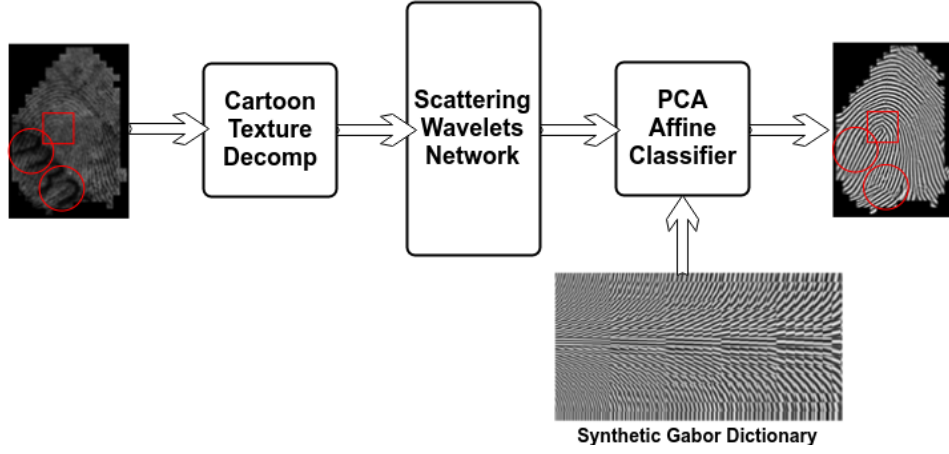 Cartoon
Texture
Decomp
Scattering
Wavelets
Network
PCA
Affine
Classifier
Synthetic Gabor Dictionary